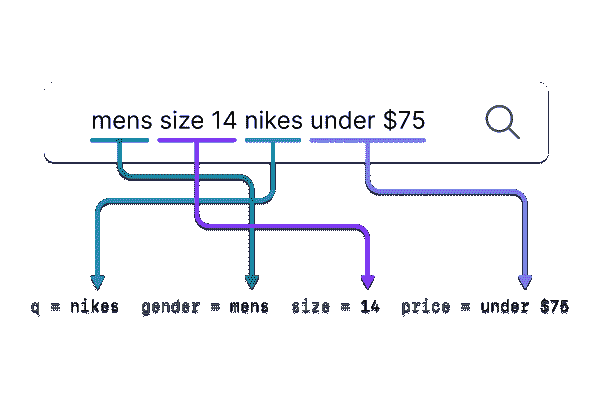 mens size 14 nikes under $75
q = nikes gender = mens size = 14 price = under $75